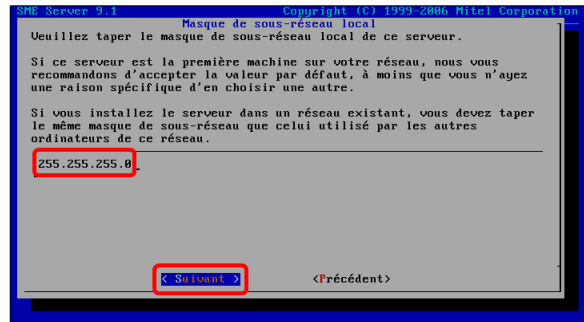 SME Server 9.1 Copyright (C) 1999-2006 Mitel Corporation
Masque de sous-réseau local
Veuillez taper le masque de sous-réseau local de ce serveur.
Si ce serveur est la première machine sur votre réseau, nous vous
recommandons d'accepter la valeur par défaut, à moins que vous n'ayez
une raison spécifique d'en choisir une autre.
Si vous installez le serveur dans un réseau existant, vous devez taper
le même masque de sous-réseau que celui utilisé par les autres
ordinateurs de ce réseau.
255.255.255.0_
< Suivant > <Précédent>